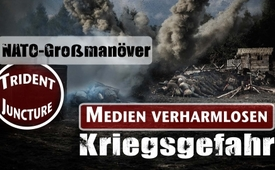 NATO-Großmanöver
TRIDENT
JUNCTURE
MEDIEN VERHARMLOSEN
Kriegsgefahr